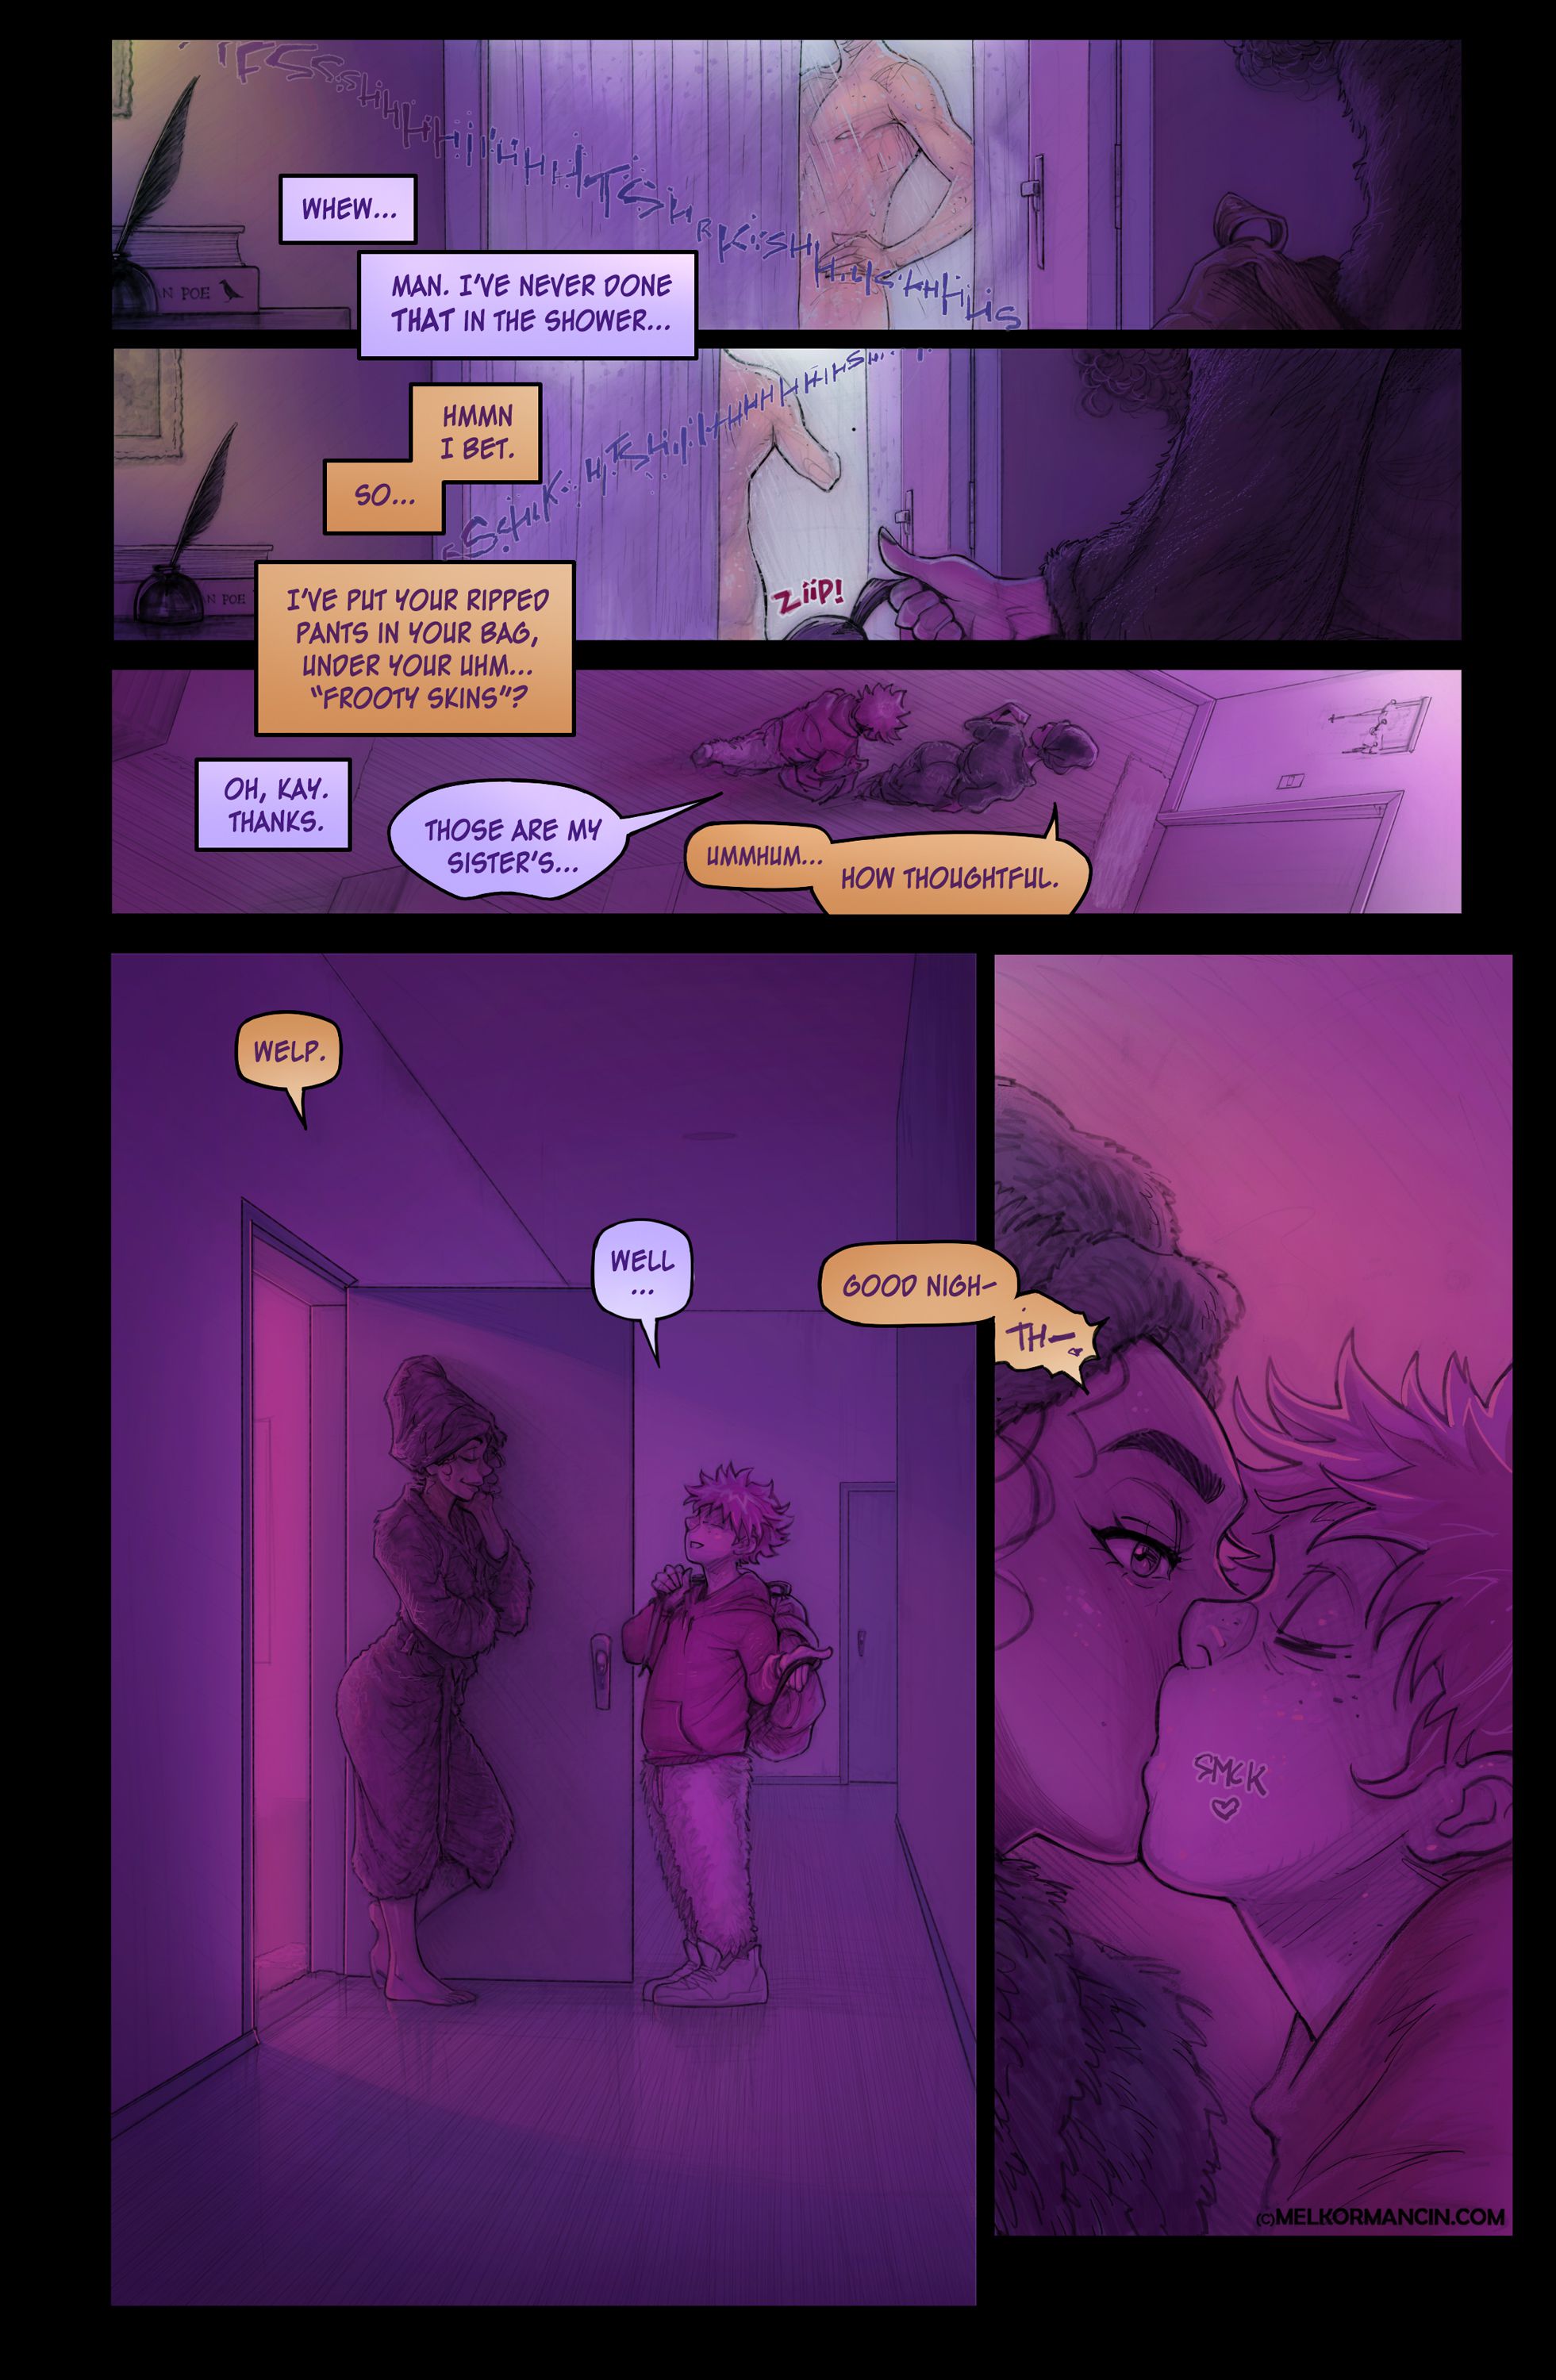 WHEW...
MAN. I'VE NEVER DONE
THAT IN THE SHOWER...
N POE
HMMN
I BET.
SO...
ZiiP!
N POE
I'VE PUT YOUR RIPPED
PANTS IN YOUR BAG,
UNDER YOUR UHM...
"FROOTY SKINS"?
OH, KAY.
THANKS.
THOSE ARE MY
SISTER'S...
UMMHUM...
HOW THOUGHTFUL.
WELP.
WELL
...
GOOD NIGH-
TH-
SMCK
(C)MELKORMANCIN.COM